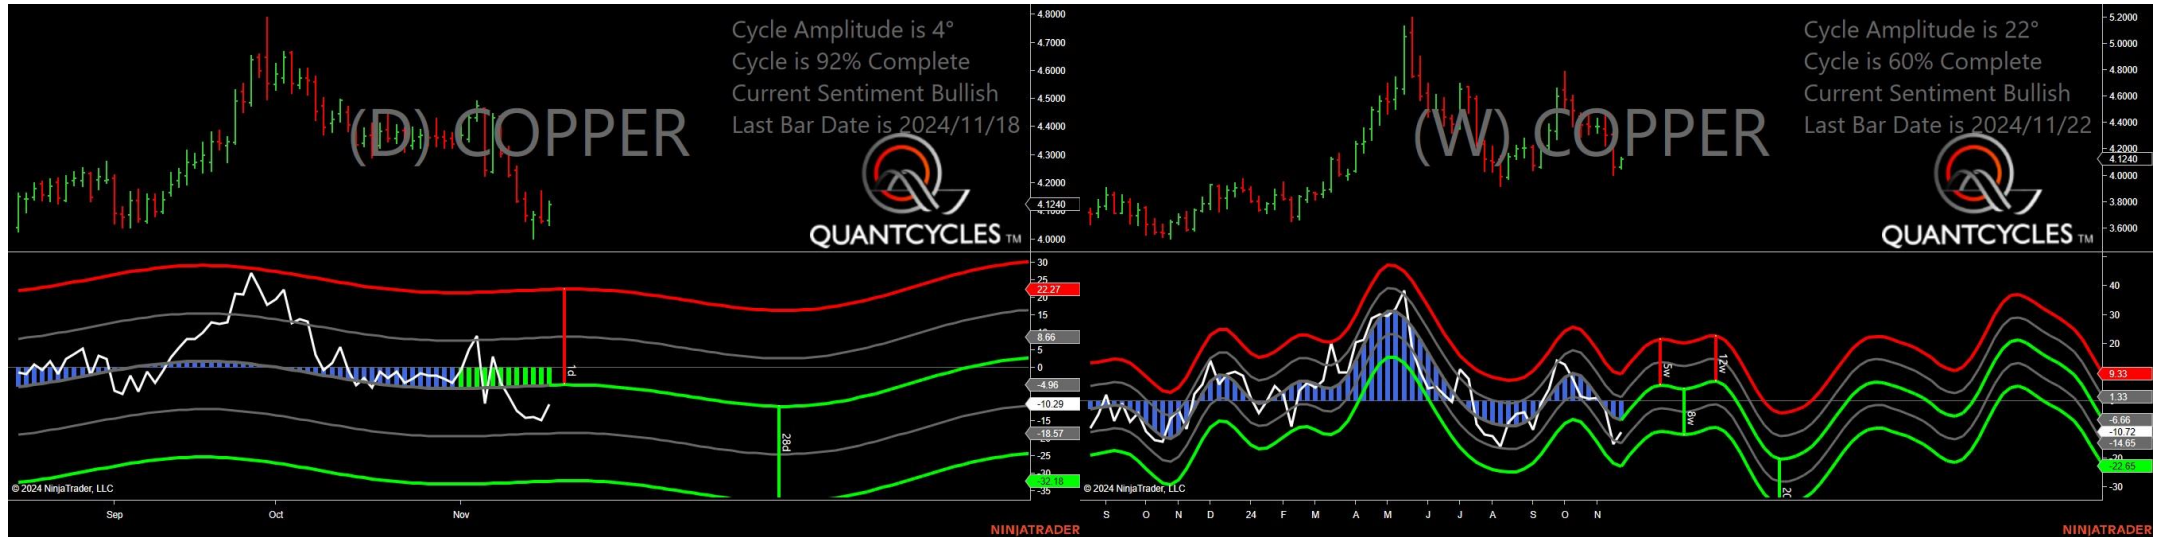 Cycle Amplitude is 4°
Cycle is 92% Complete
Current Sentiment Bullish
Last Bar Date is 2024/11/18
(D) COPPER
QUANTCYCLES TM
4.8000
4.7000
4.6000
4.5000
4.4000
4.3000
4.2000
4.1240
4.1000
4.0000
30
25
22.27
20
15
10
8.66
5
0
-4.96
-10.29
-15
-18.57
-25
-30
-32.18
-35
1d
28d
© 2024 NinjaTrader, LLC
Sep
Oct
Nov
NINJATRADER
Cycle Amplitude is 22°
Cycle is 60% Complete
Current Sentiment Bullish
Last Bar Date is 2024/11/22
(W) COPPER
QUANTCYCLES TM
5.2000
5.0000
4.8000
4.6000
4.4000
4.2000
4.1240
4.0000
3.8000
3.6000
40
30
20
9.33
1.33
-6.66
-10.72
-14.65
-20
-22.65
-30
5w
8w
12w
© 2024 NinjaTrader, LLC
S O N D 24 F M A M J J A S O N
NINJATRADER